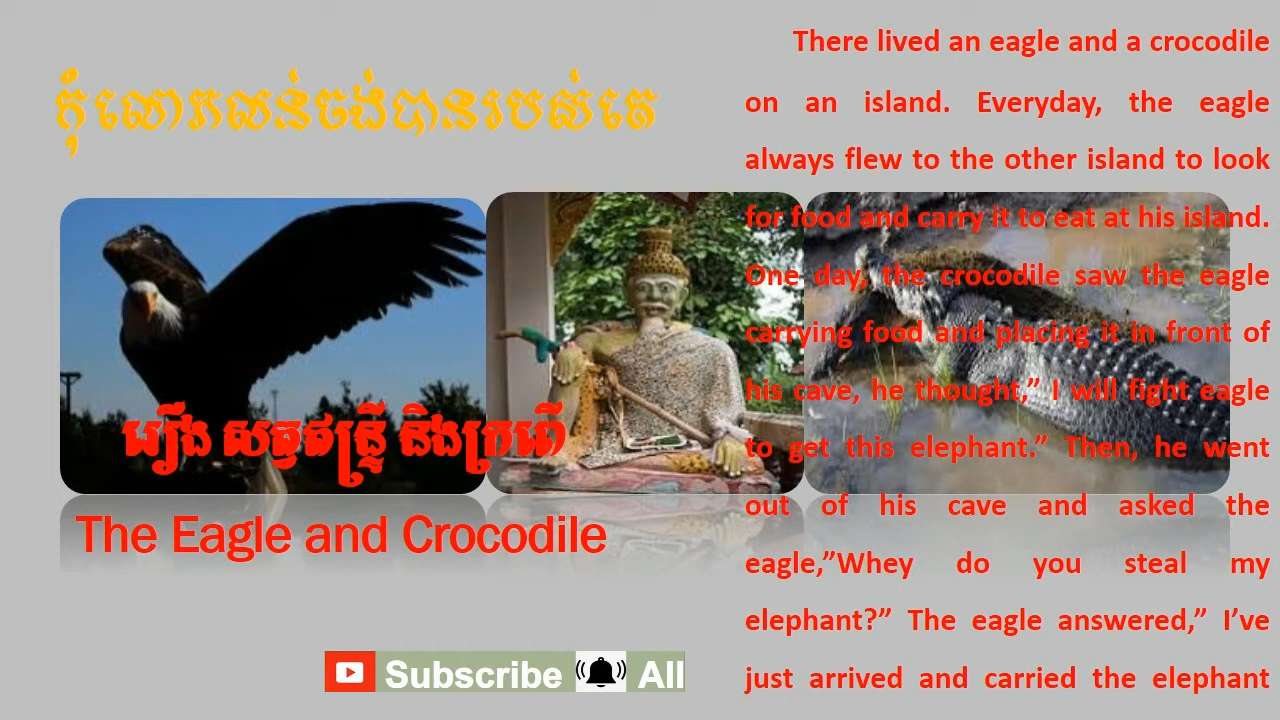 កុំលោភលន់ចង់បានរបស់គេ
រឿង សត្វឥន្ទ្រី និងក្រពើ
The Eagle and Crocodile
Subscribe All
There lived an eagle and a crocodile
on an island. Everyday, the eagle
always flew to the other island to look
for food and carry it to eat at his island.
One day, the crocodile saw the eagle
carrying food and placing it in front of
his cave, he thought,” I will fight eagle
to get this elephant.” Then, he went
out of his cave and asked the
eagle,”Whey do you steal my
elephant?” The eagle answered,” I’ve
just arrived and carried the elephant